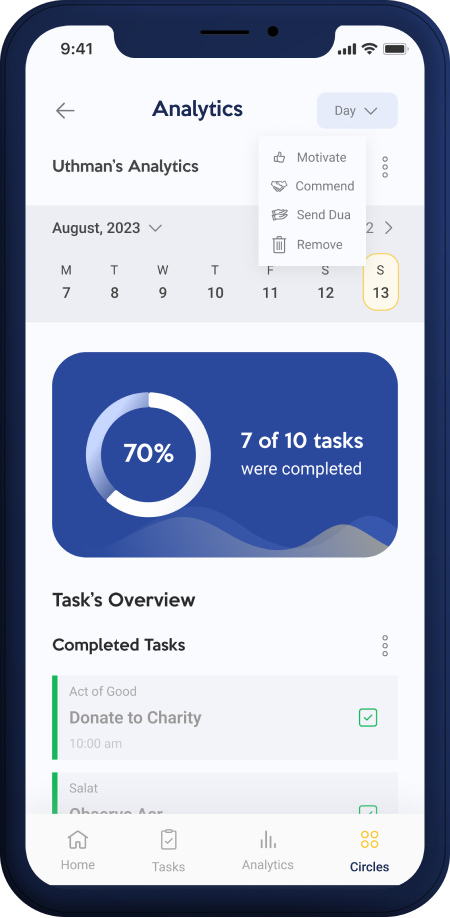 9:41
Analytics
Day
Uthman's Analytics
Motivate
Commend
Send Dua
Remove
August, 2023
2
M T W T F S S
7 8 9 10 11 12 13
70%
7 of 10 tasks
were completed
Task's Overview
Completed Tasks
Act of Good
Donate to Charity
10:00 am
Salat
Observe Asr
Home Tasks Analytics Circles